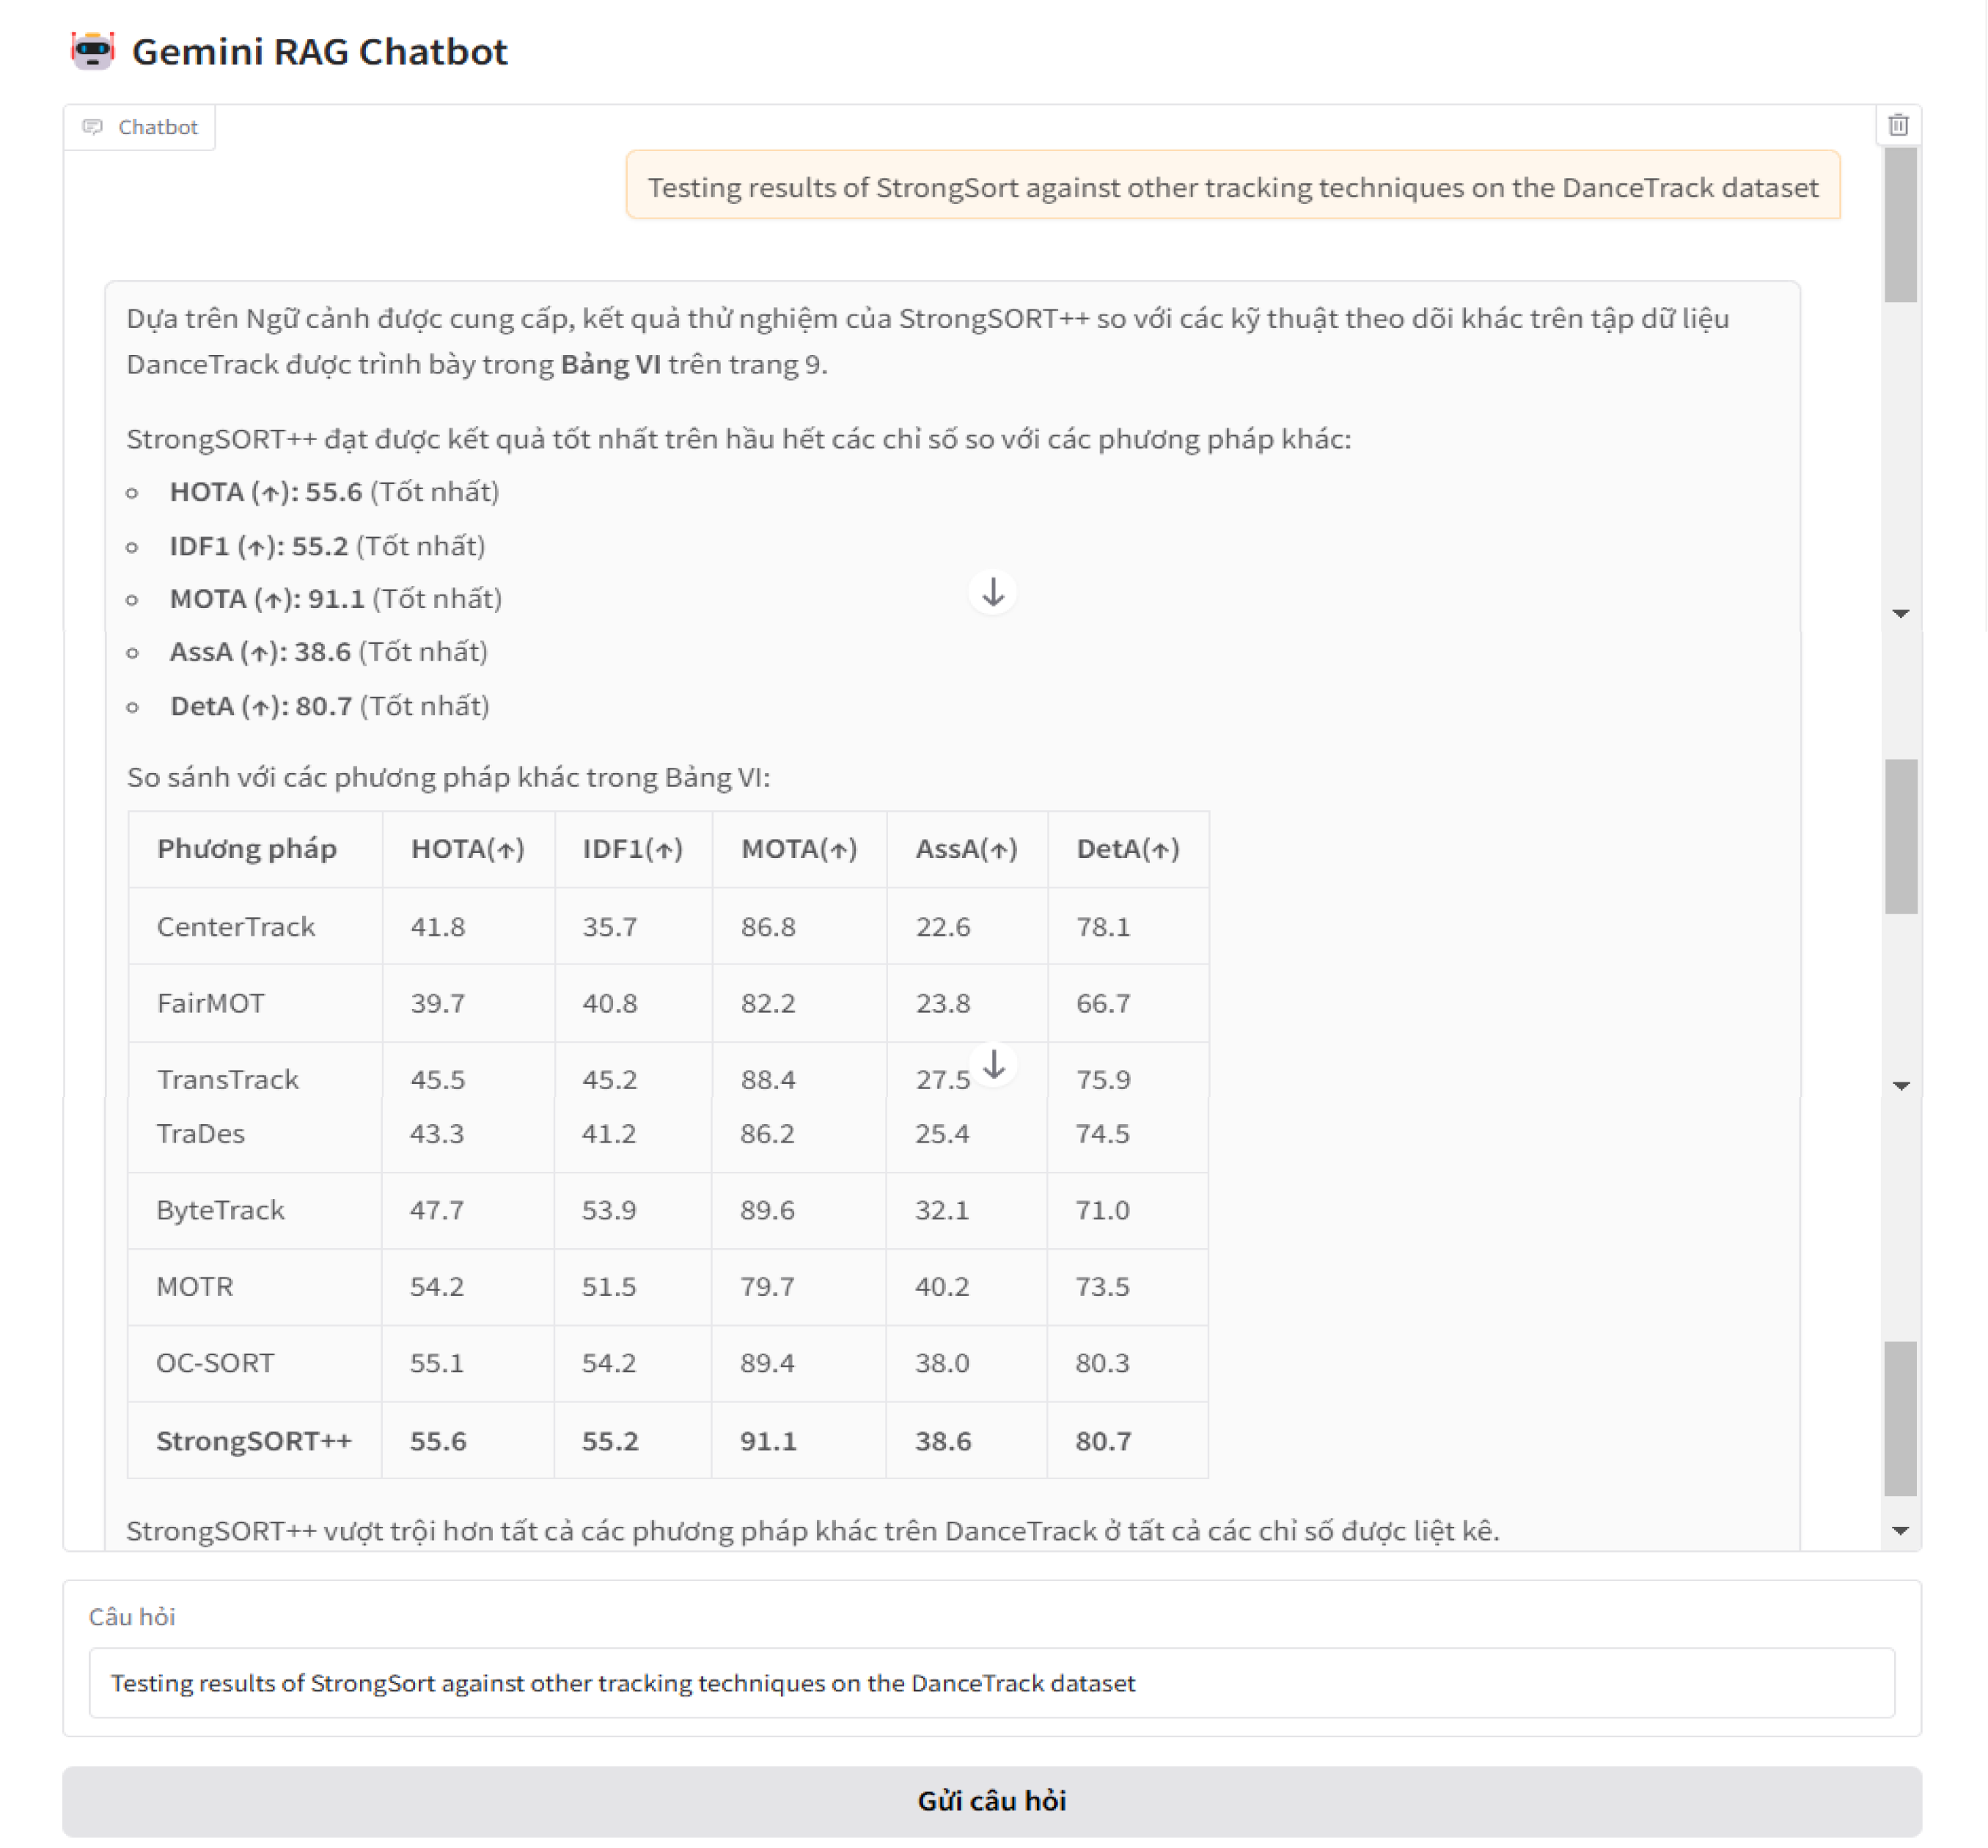 Gemini RAG Chatbot
Chatbot
Testing results of StrongSort against other tracking techniques on the DanceTrack dataset
Dựa trên Ngữ cảnh được cung cấp, kết quả thử nghiệm của StrongSORT++ so với các kỹ thuật theo dõi khác trên tập dữ liệu
DanceTrack được trình bày trong Bảng VI trên trang 9.
StrongSORT++ đạt được kết quả tốt nhất trên hầu hết các chỉ số so với các phương pháp khác:
HOTA (↑): 55.6 (Tốt nhất)
IDF1 (↑): 55.2 (Tốt nhất)
MOTA (↑): 91.1 (Tốt nhất)
AssA (↑): 38.6 (Tốt nhất)
DetA (↑): 80.7 (Tốt nhất)
So sánh với các phương pháp khác trong Bảng VI:
Phương pháp HOTA(↑) IDF1(↑) MOTA(↑) AssA(↑) DetA(↑)
CenterTrack 41.8 35.7 86.8 22.6 78.1
FairMOT 39.7 40.8 82.2 23.8 66.7
TransTrack 45.5 45.2 88.4 27.5 75.9
TraDes 43.3 41.2 86.2 25.4 74.5
ByteTrack 47.7 53.9 89.6 32.1 71.0
MOTR 54.2 51.5 79.7 40.2 73.5
OC-SORT 55.1 54.2 89.4 38.0 80.3
StrongSORT++ 55.6 55.2 91.1 38.6 80.7
StrongSORT++ vượt trội hơn tất cả các phương pháp khác trên DanceTrack ở tất cả các chỉ số được liệt kê.
Câu hỏi
Testing results of StrongSort against other tracking techniques on the DanceTrack dataset
Gửi câu hỏi